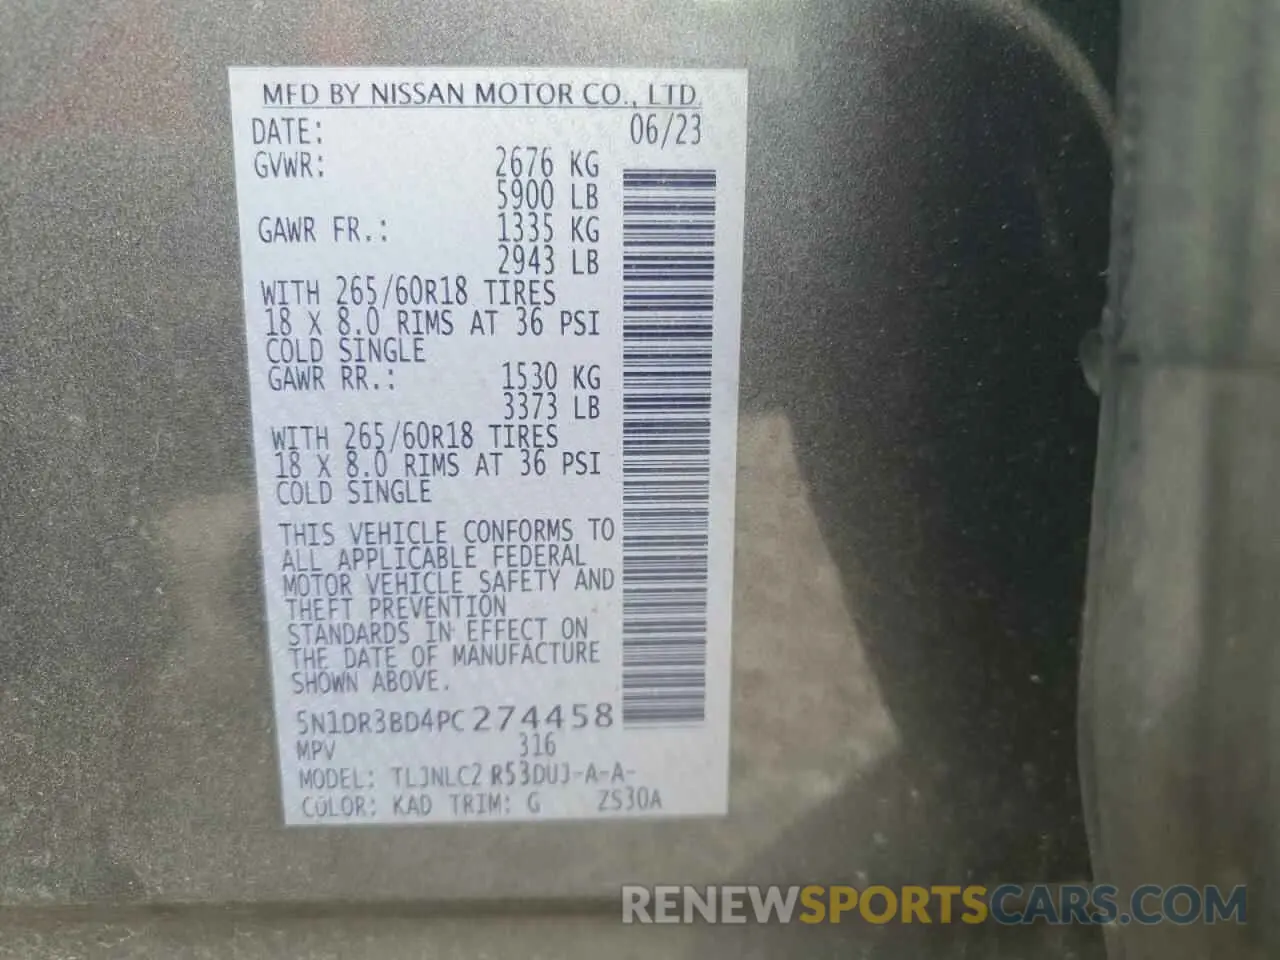 MFD BY NISSAN MOTOR CO., LTD.
DATE: 06/23
GVWR: 2676 KG
5900 LB
GAWR FR.: 1335 KG
2943 LB
WITH 265/60R18 TIRES
18 X 8.0 RIMS AT 36 PSI
COLD SINGLE
GAWR RR.: 1530 KG
3373 LB
WITH 265/60R18 TIRES
18 X 8.0 RIMS AT 36 PSI
COLD SINGLE
THIS VEHICLE CONFORMS TO
ALL APPLICABLE FEDERAL
MOTOR VEHICLE SAFETY AND
THEFT PREVENTION
STANDARDS IN EFFECT ON
THE DATE OF MANUFACTURE
SHOWN ABOVE.
5N1DR3BD4PC274458
MPV 316
MODEL: TLJNLC2 R53DUJ-A-A-
COLOR: KAD TRIM: G ZS30A
RENEWSPORTSCARS.COM